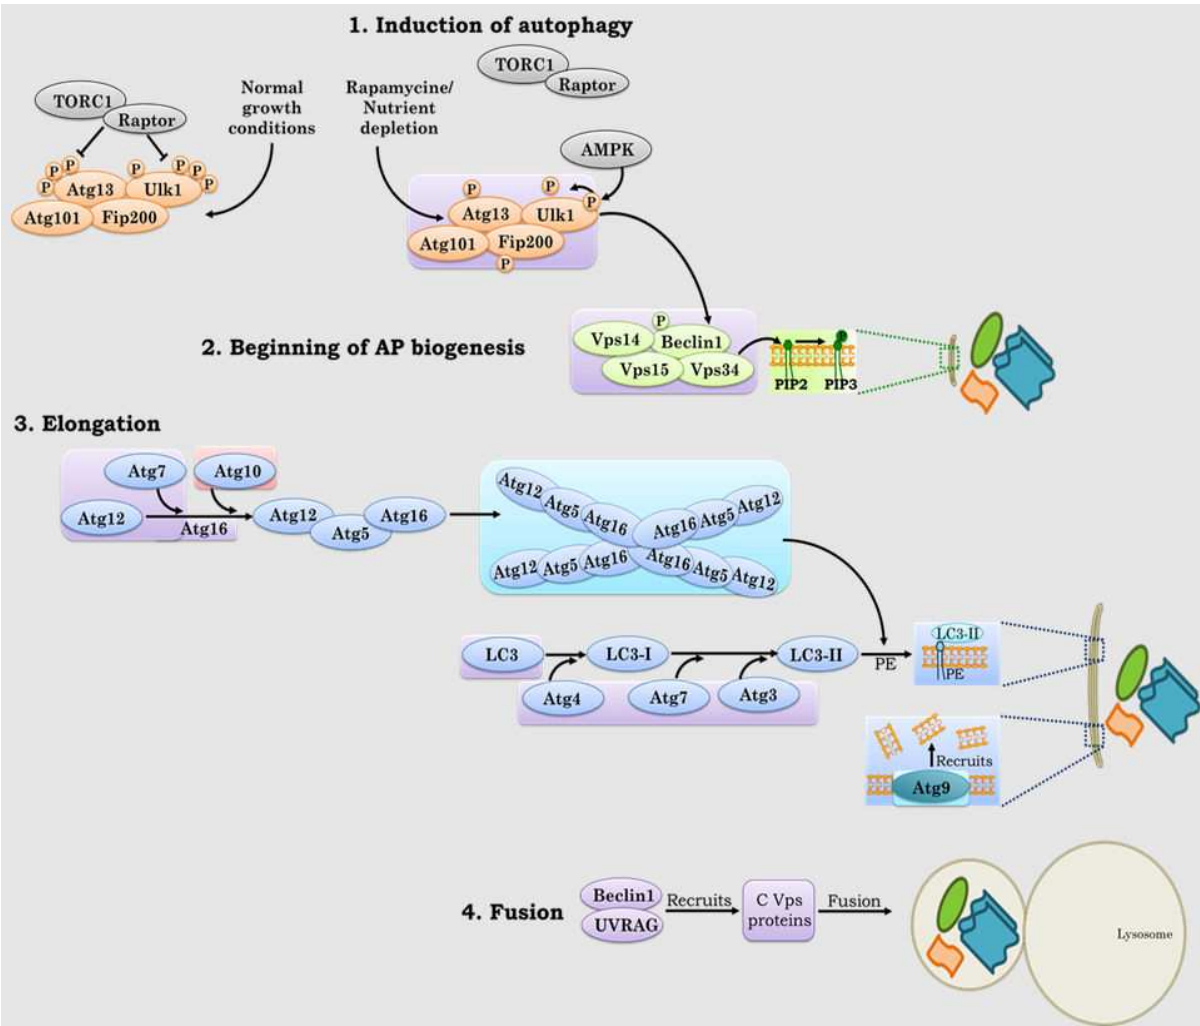 1. Induction of autophagy
TORC1
Raptor
TORC1
Raptor
Normal
growth
conditions
Rapamycine/
Nutrient
depletion
AMPK
P
P
P
P
P
P
P
Atg13
Ulk1
Atg101
Fip200
P
P
P
Atg13
Ulk1
Atg101
Fip200
P
2. Beginning of AP biogenesis
P
Vps14
Beclin1
Vps15
Vps34
P
PIP2
PIP3
3. Elongation
Atg7
Atg10
Atg12
Atg16
Atg12
Atg5
Atg16
Atg12
Atg5
Atg16
Atg16
Atg5
Atg12
Atg12
Atg5
Atg16
Atg16
Atg5
Atg12
LC3
LC3-I
LC3-II
PE
LC3-II
PE
Atg4
Atg7
Atg3
Recruits
Atg9
4. Fusion
Beclin1
UVRAG
Recruits
C Vps
proteins
Fusion
Lysosome